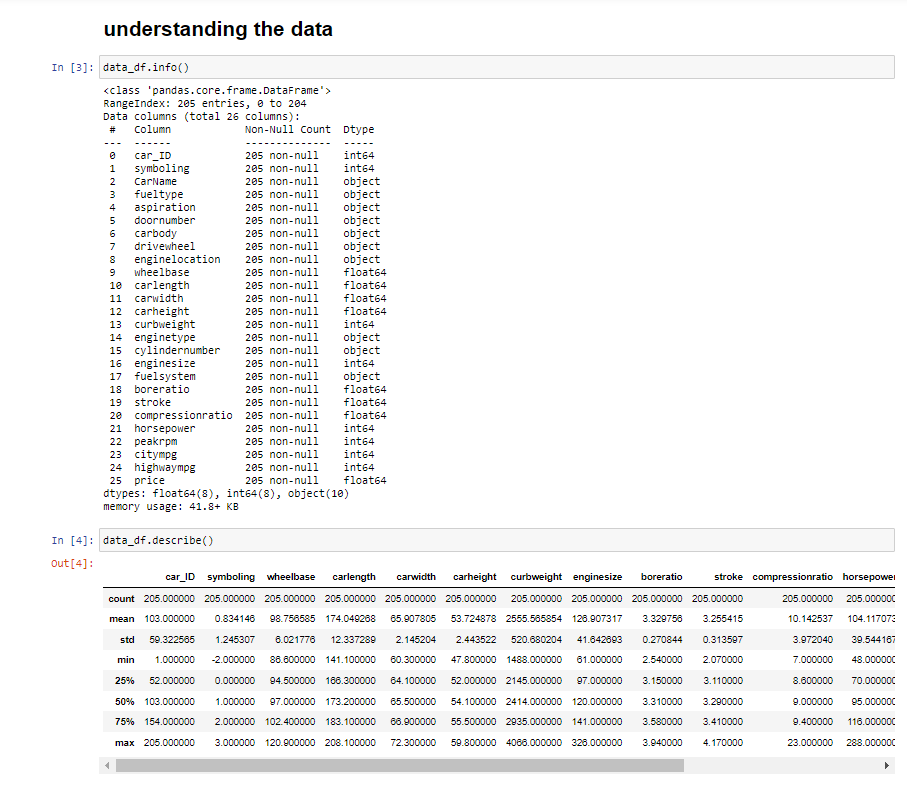 understanding the data
In [3]: data_df.info()
<class 'pandas.core.frame.DataFrame'>
RangeIndex: 205 entries, 0 to 204
Data columns (total 26 columns):
 #   Column            Non-Null Count  Dtype
---  ------            --------------  -----
 0   car_ID            205 non-null    int64
 1   symboling         205 non-null    int64
 2   CarName           205 non-null    object
 3   fueltype          205 non-null    object
 4   aspiration        205 non-null    object
 5   doornumber        205 non-null    object
 6   carbody           205 non-null    object
 7   drivewheel        205 non-null    object
 8   enginelocation    205 non-null    object
 9   wheelbase         205 non-null    float64
 10  carlength         205 non-null    float64
 11  carwidth          205 non-null    float64
 12  carheight         205 non-null    float64
 13  curbweight        205 non-null    int64
 14  enginetype        205 non-null    object
 15  cylindernumber    205 non-null    object
 16  enginesize        205 non-null    int64
 17  fuelsystem        205 non-null    object
 18  boreratio         205 non-null    float64
 19  stroke            205 non-null    float64
 20  compressionratio  205 non-null    float64
 21  horsepower        205 non-null    int64
 22  peakrpm           205 non-null    int64
 23  citympg           205 non-null    int64
 24  highwaympg        205 non-null    int64
 25  price             205 non-null    float64
dtypes: float64(8), int64(8), object(10)
memory usage: 41.8+ KB
In [4]: data_df.describe()
Out[4]:
car_ID symboling wheelbase carlength carwidth carheight curbweight enginesize boreratio stroke compressionratio horsepower
count 205.000000 205.000000 205.000000 205.000000 205.000000 205.000000 205.000000 205.000000 205.000000 205.000000 205.000000 205.00000
mean 103.000000 0.834146 98.756585 174.049268 65.907805 53.724878 2555.565854 126.907317 3.329756 3.255415 10.142537 104.117073
std 59.322565 1.245307 6.021776 12.337289 2.145204 2.443522 520.680204 41.642693 0.270844 0.313597 3.972040 39.544167
min 1.000000 -2.000000 86.600000 141.100000 60.300000 47.800000 1488.000000 61.000000 2.540000 2.070000 7.000000 48.00000
25% 52.000000 0.000000 94.500000 166.300000 64.100000 52.000000 2145.000000 97.000000 3.150000 3.110000 8.600000 70.00000
50% 103.000000 1.000000 97.000000 173.200000 65.500000 54.100000 2414.000000 120.000000 3.310000 3.290000 9.000000 95.00000
75% 154.000000 2.000000 102.400000 183.100000 66.900000 55.500000 2935.000000 141.000000 3.580000 3.410000 9.400000 116.00000
max 205.000000 3.000000 120.900000 208.100000 72.300000 59.800000 4066.000000 326.000000 3.940000 4.170000 23.000000 288.00000